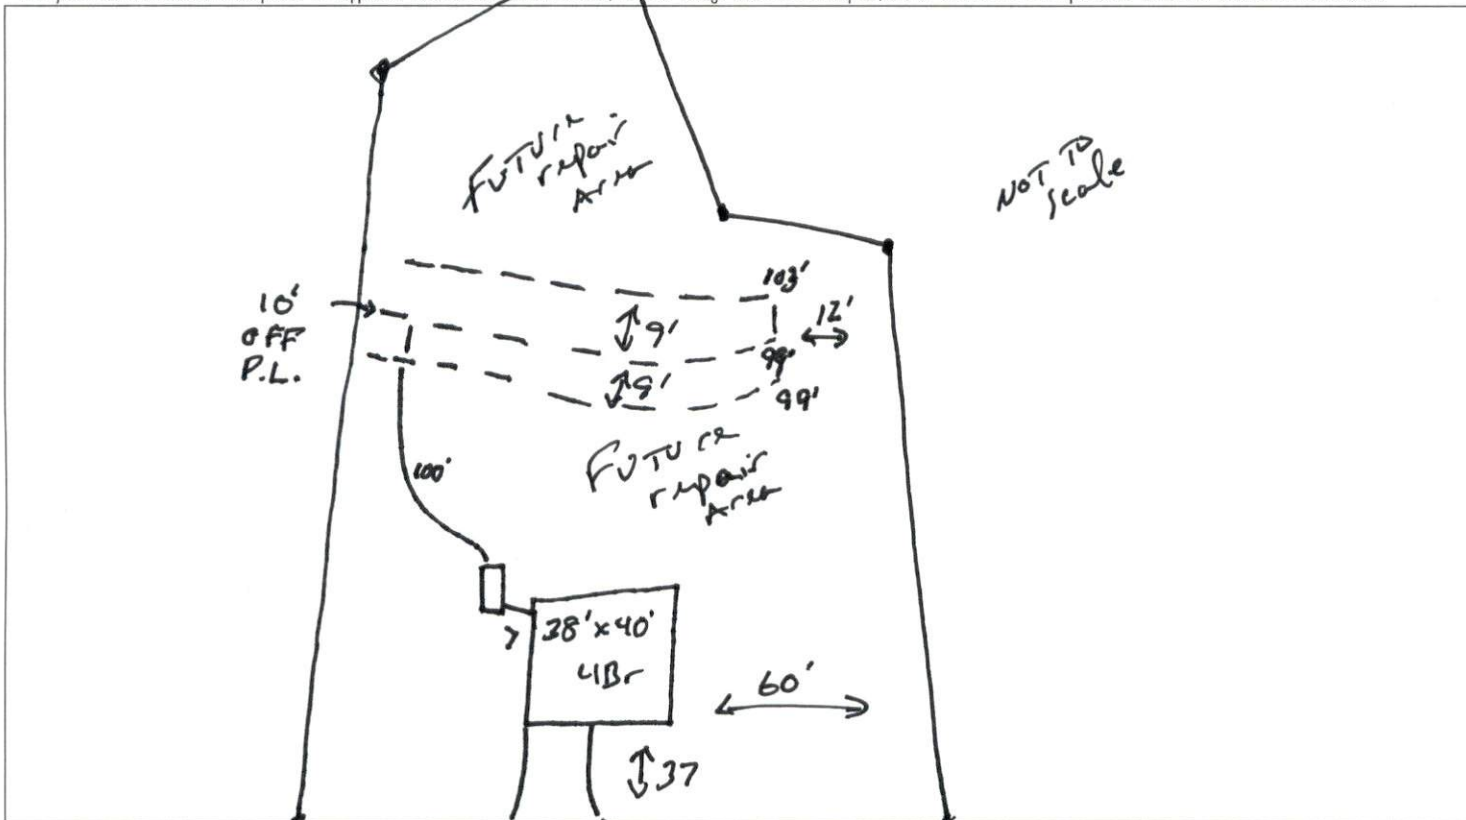 FUTURE
repair
Area
NOT TO
scale
103'
10'
OFF
P.L.
12'
9'
99'
9'
99'
FUTURE
repair
Area
100'
38' x 40'
4Br
60'
37